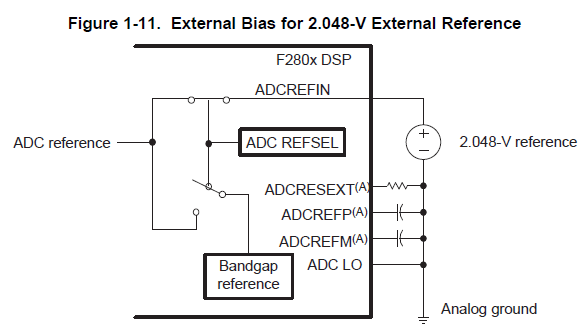 Figure 1-11. External Bias for 2.048-V External Reference
F280x DSP
ADCREFIN
ADC reference
ADC REFSEL
+
−
2.048-V reference
ADCRESEXT(A)
ADCREFP(A)
ADCREFM(A)
Bandgap
reference
ADC LO
Analog ground